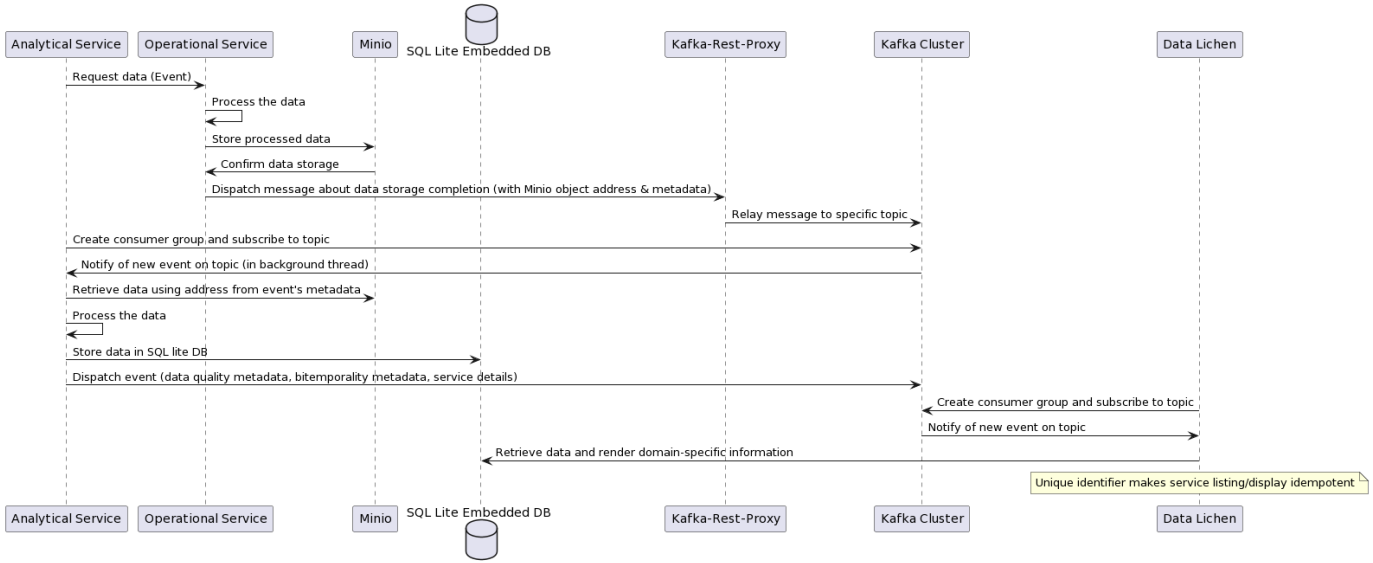 Analytical Service
Operational Service
Minio
SQL Lite Embedded DB
Kafka-Rest-Proxy
Kafka Cluster
Data Lichen
Request data (Event)
Process the data
Store processed data
Confirm data storage
Dispatch message about data storage completion (with Minio object address & metadata)
Relay message to specific topic
Create consumer group and subscribe to topic
Notify of new event on topic (in background thread)
Retrieve data using address from event's metadata
Process the data
Store data in SQL lite DB
Dispatch event (data quality metadata, bitemporality metadata, service details)
Create consumer group and subscribe to topic
Notify of new event on topic
Retrieve data and render domain-specific information
Unique identifier makes service listing/display idempotent
Analytical Service
Operational Service
Minio
SQL Lite Embedded DB
Kafka-Rest-Proxy
Kafka Cluster
Data Lichen